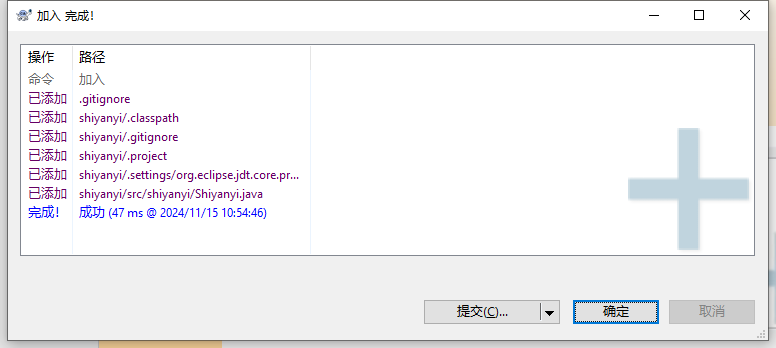 加入 完成!
操作 路径
命令 加入
已添加 .gitignore
已添加 shiyanyi/.classpath
已添加 shiyanyi/.gitignore
已添加 shiyanyi/.project
已添加 shiyanyi/.settings/org.eclipse.jdt.core.pr...
已添加 shiyanyi/src/shiyanyi/Shiyanyi.java
完成! 成功 (47 ms @ 2024/11/15 10:54:46)
提交(C)... 确定 取消